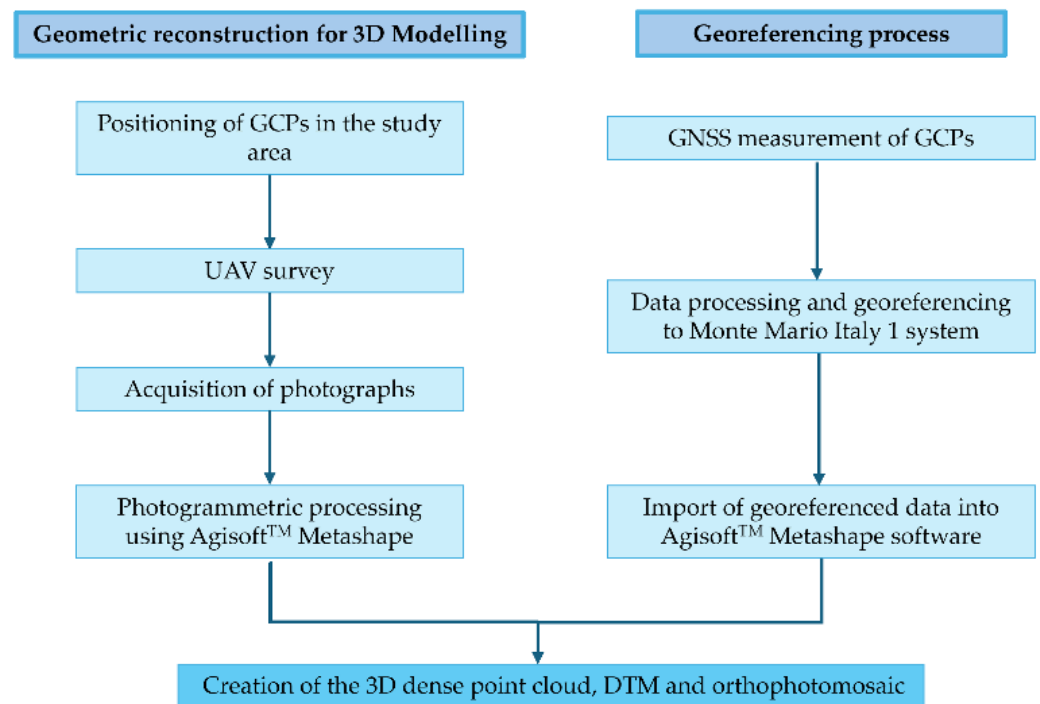 Geometric reconstruction for 3D Modelling
Positioning of GCPs in the study
area
UAV survey
Acquisition of photographs
Photogrammetric processing
using Agisoft™ Metashape
Georeferencing process
GNSS measurement of GCPs
Data processing and georeferencing
to Monte Mario Italy 1 system
Import of georeferenced data into
Agisoft™ Metashape software
Creation of the 3D dense point cloud, DTM and orthophotomosaic